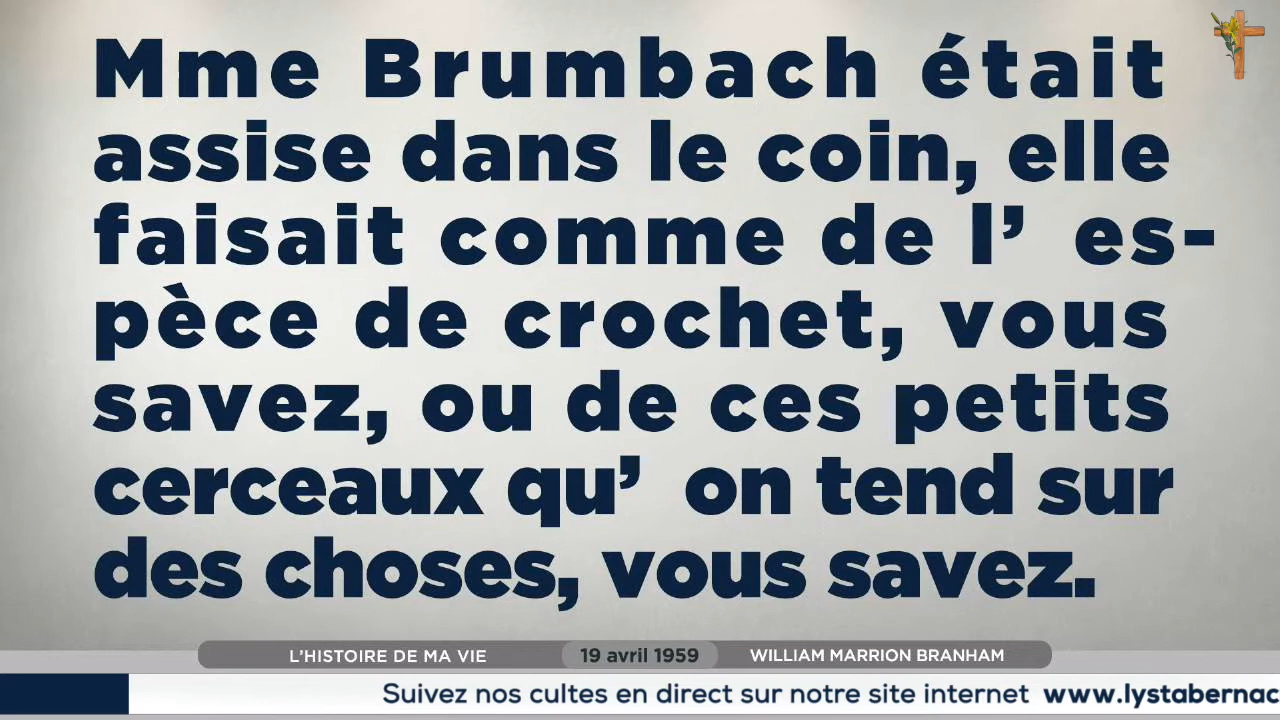 Mme Brumbach était
assise dans le coin, elle
faisait comme de l’ es-
pèce de crochet, vous
savez, ou de ces petits
cerceaux qu’ on tend sur
des choses, vous savez.
L’HISTOIRE DE MA VIE 19 avril 1959 WILLIAM MARRION BRANHAM
Suivez nos cultes en direct sur notre site internet www.lystabernac